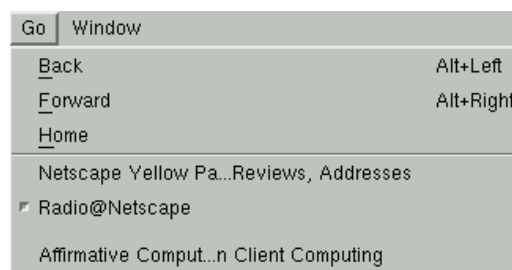 Go Window
Back Alt+Left
Forward Alt+Right
Home
Netscape Yellow Pa...Reviews, Addresses
Radio@Netscape
Affirmative Comput...n Client Computing